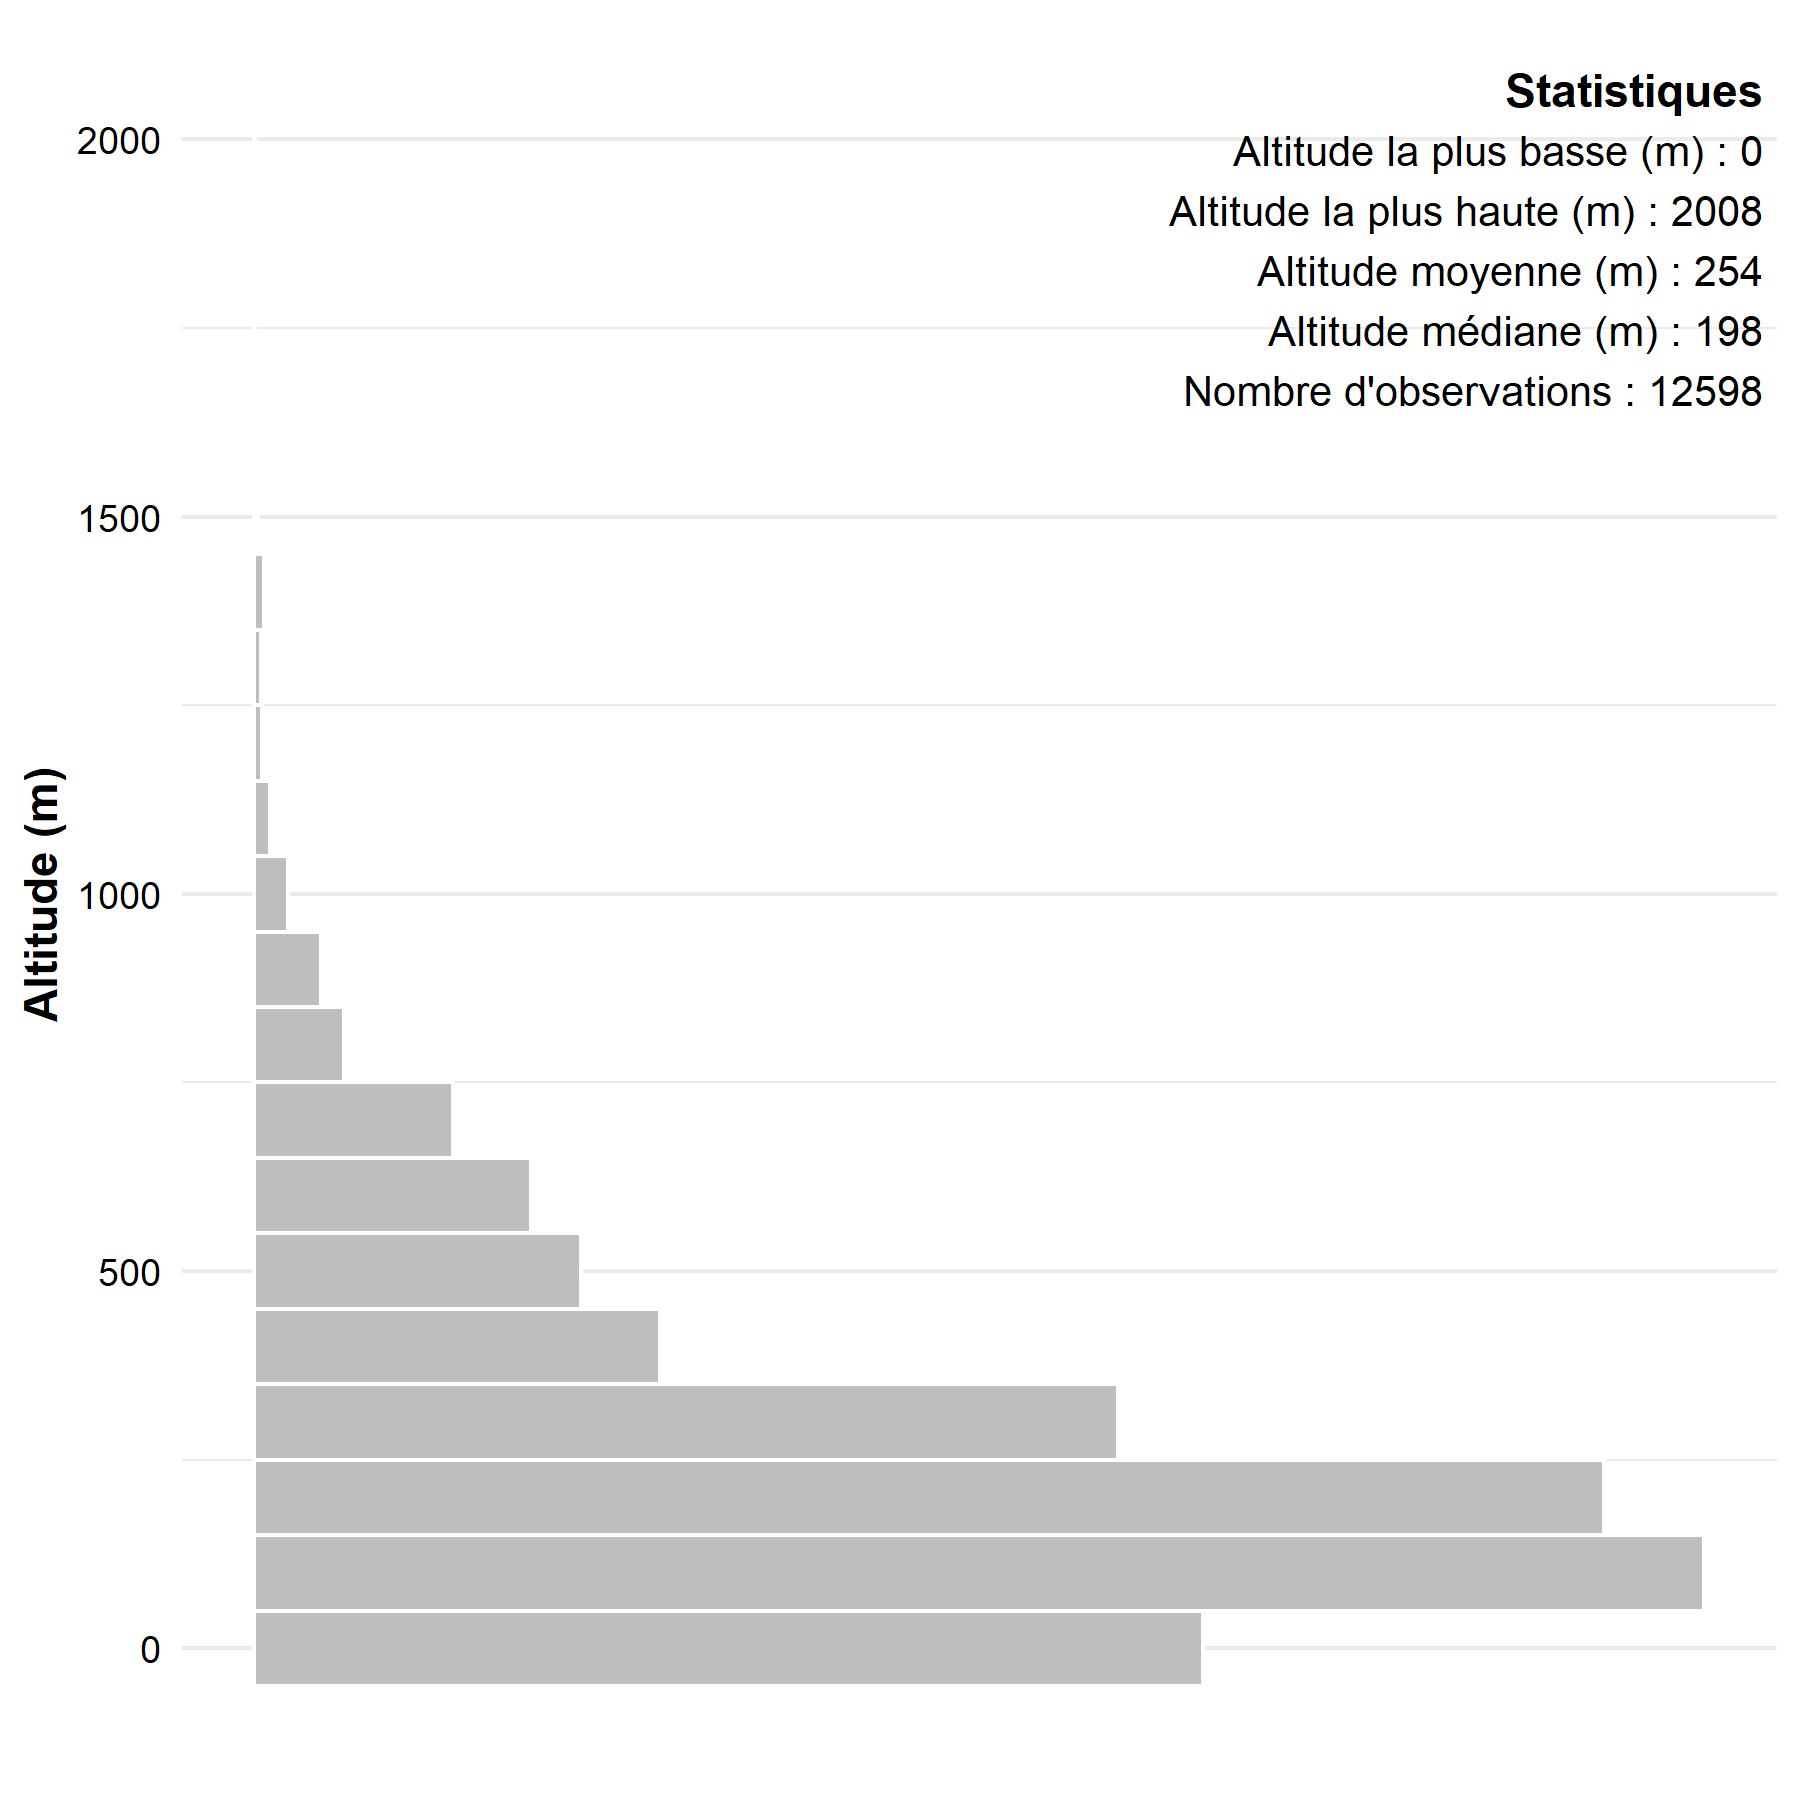 Statistiques
Altitude la plus basse (m) : 0
Altitude la plus haute (m) : 2008
Altitude moyenne (m) : 254
Altitude médiane (m) : 198
Nombre d'observations : 12598
2000
1500
1000
500
0
Altitude (m)